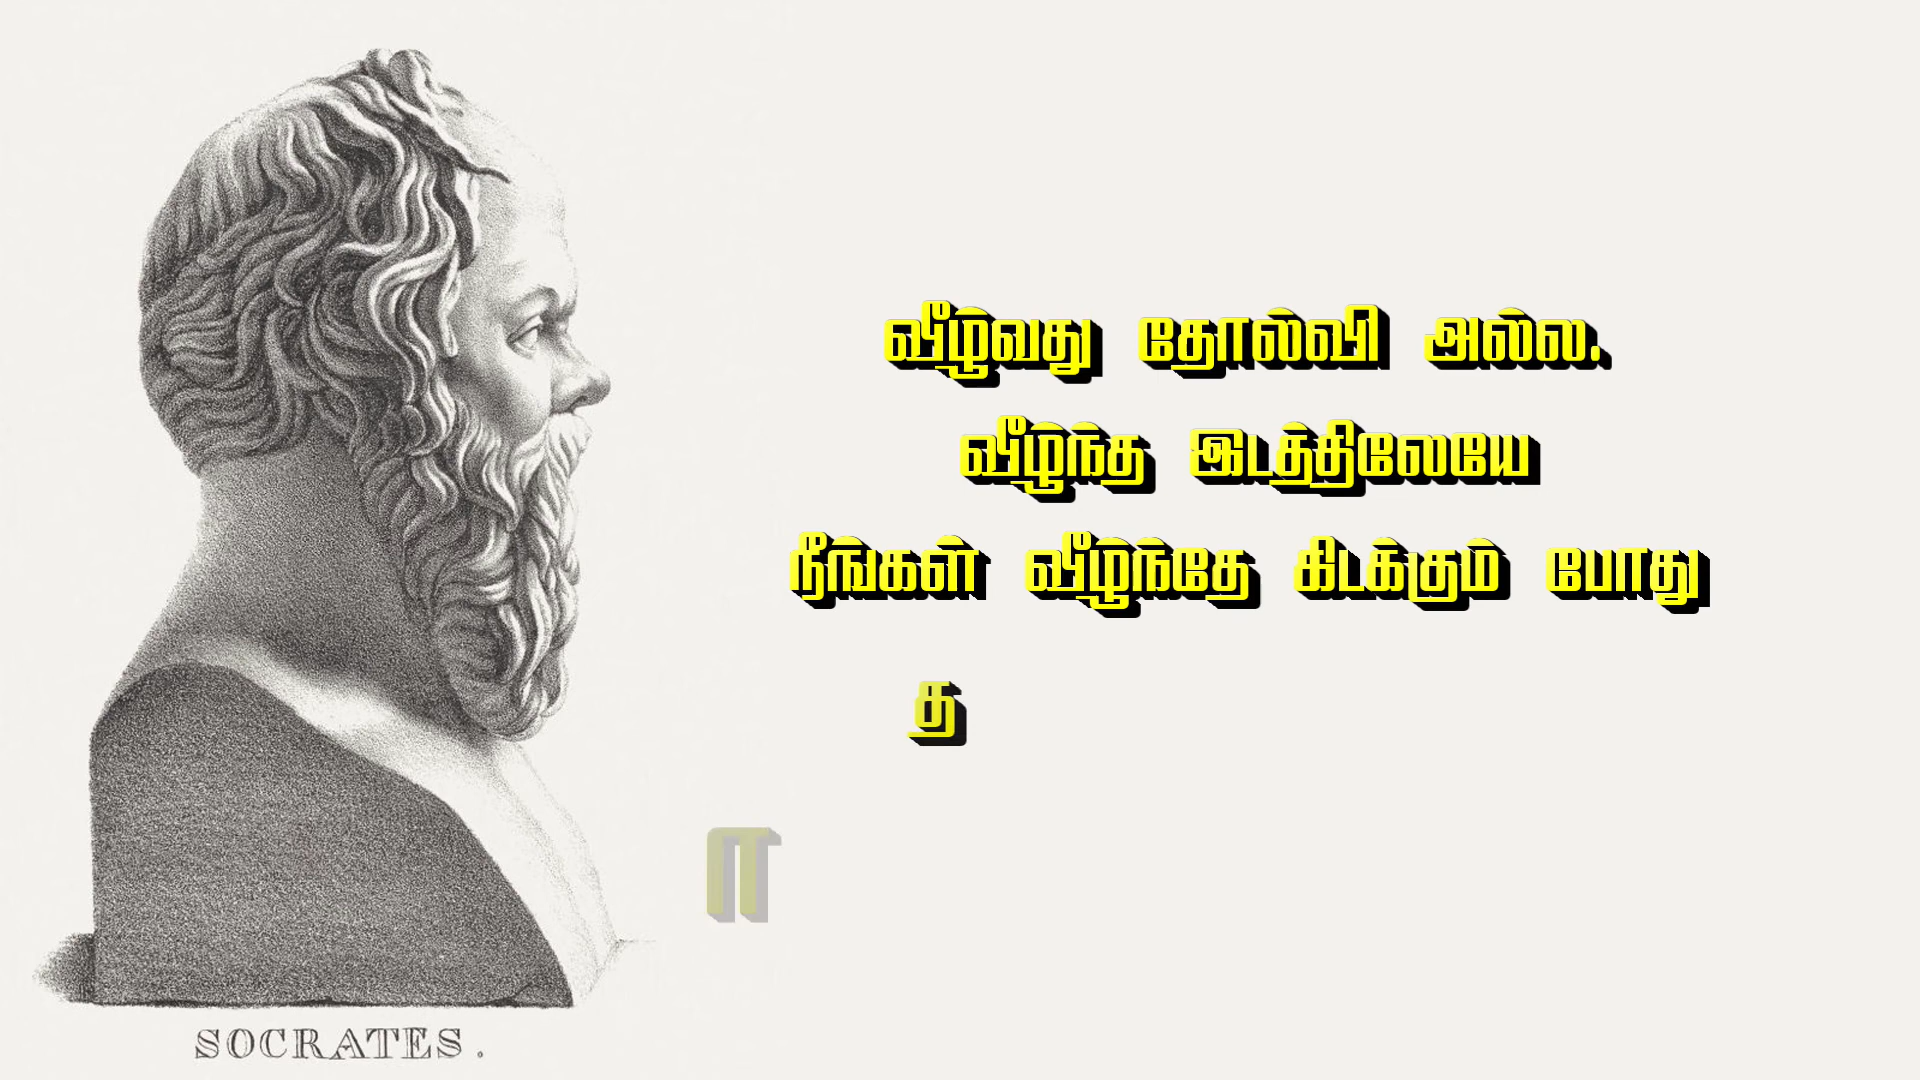 வீழ்வது தோல்வி அல்ல.
வீழ்ந்த இடத்திலேயே
நீங்கள் வீழ்ந்தே கிடக்கும் போது
த
ா
SOCRATES.